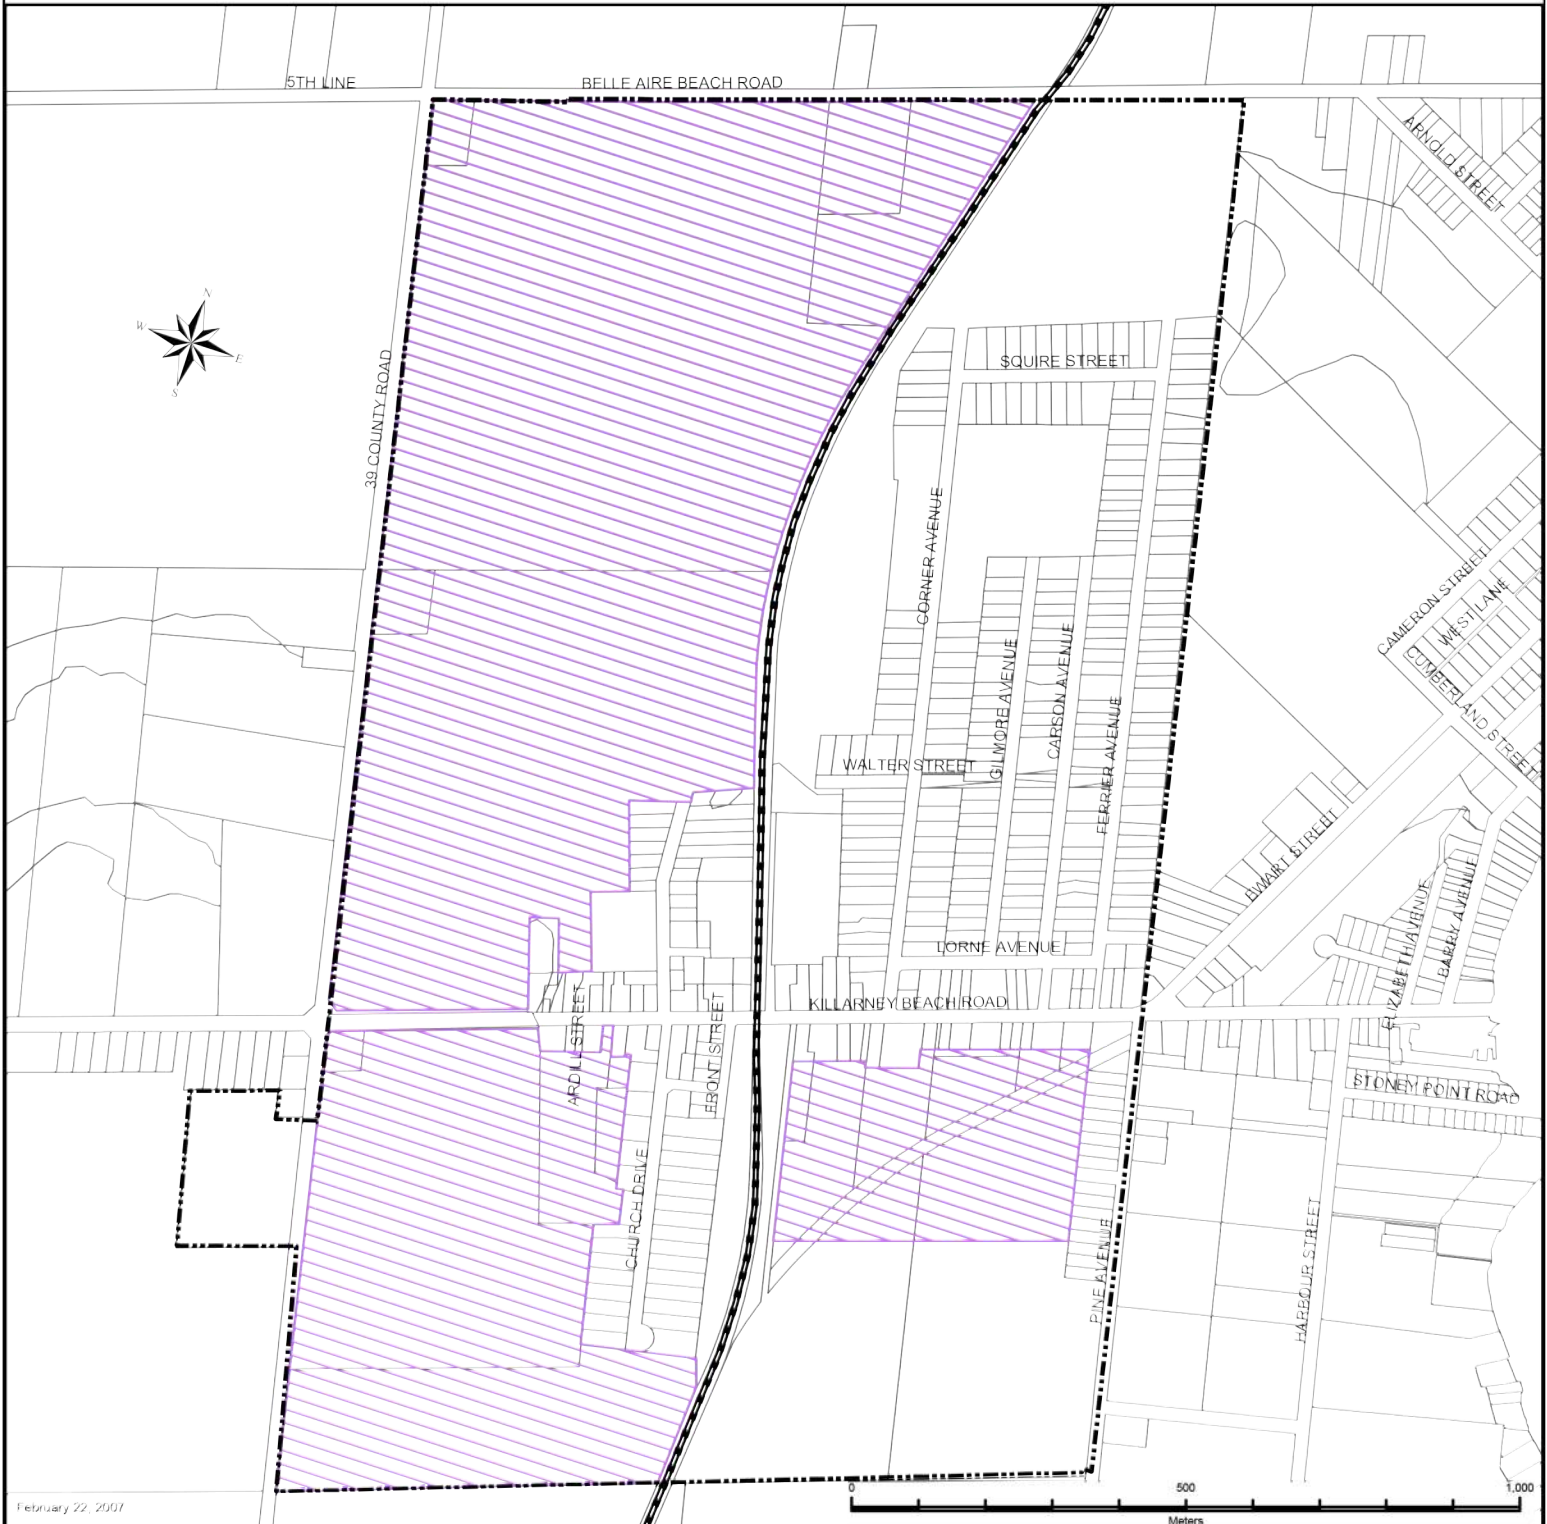 5TH LINE
BELLE AIRE BEACH ROAD
ARNOLD STREET
N
W
E
S
39 COUNTY ROAD
SQUIRE STREET
CORNER AVENUE
CAMERON STREET
WEST LANE
CUMBERLAND STREET
GILMORE AVENUE
CARSON AVENUE
FERRIER AVENUE
WALTER STREET
EWART STREET
ELIZABETH AVENUE
BARRY AVENUE
LORNE AVENUE
KILLARNEY BEACH ROAD
ARDILL STREET
FRONT STREET
STONEY POINT ROAD
CHURCH DRIVE
PINE AVENUE
HARBOUR STREET
February 22, 2007
0 500 1,000
Meters